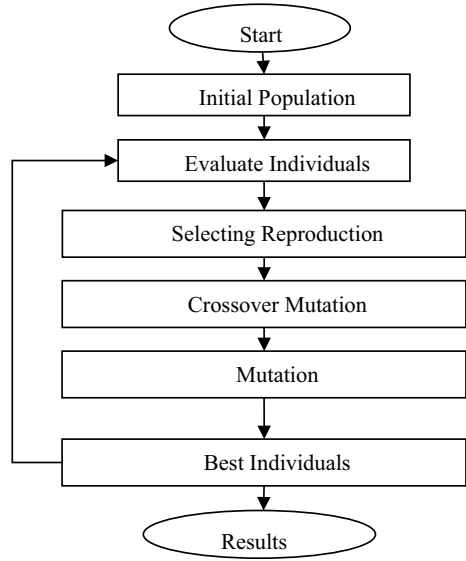 Start
Initial Population
Evaluate Individuals
Selecting Reproduction
Crossover Mutation
Mutation
Best Individuals
Results